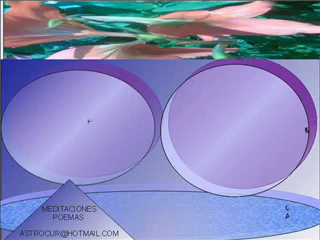 H
MEDITACIONES
POEMAS
ASTROCUR@HOTMAIL.COM
C
A